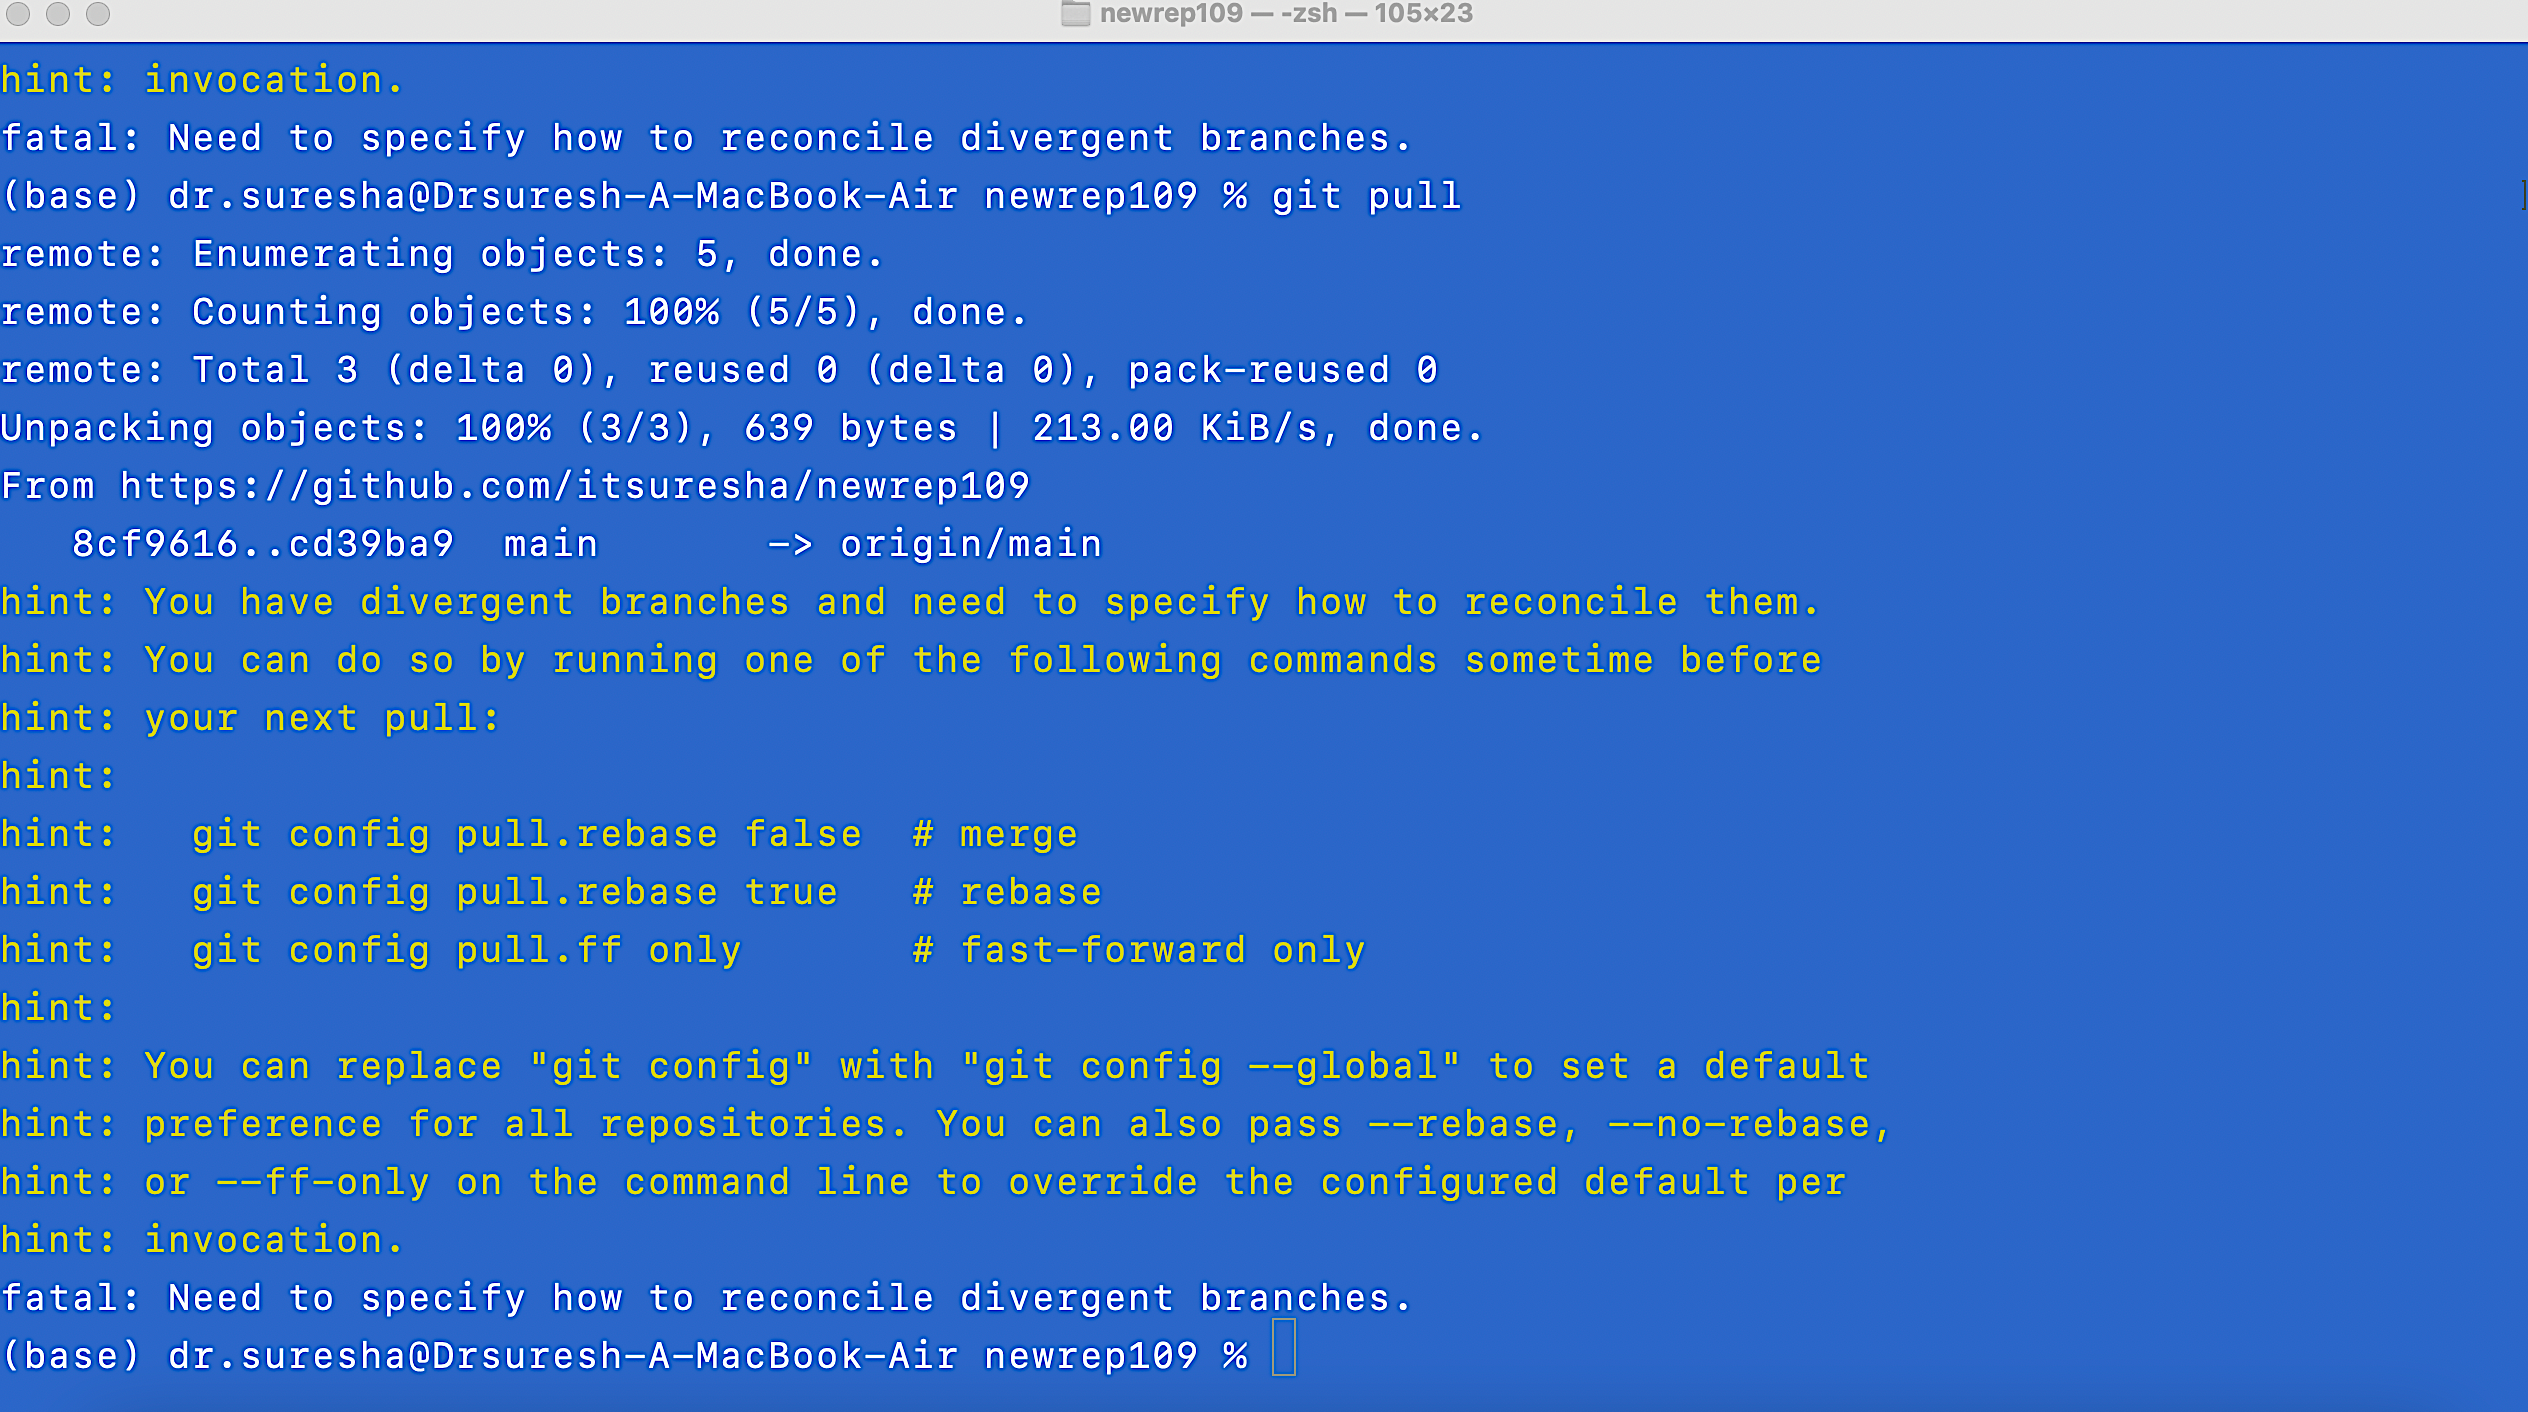 newrep109 — -zsh — 105×23
hint: invocation.
fatal: Need to specify how to reconcile divergent branches.
(base) dr.suresha@Drsuresh-A-MacBook-Air newrep109 % git pull ]
remote: Enumerating objects: 5, done.
remote: Counting objects: 100% (5/5), done.
remote: Total 3 (delta 0), reused 0 (delta 0), pack-reused 0
Unpacking objects: 100% (3/3), 639 bytes | 213.00 KiB/s, done.
From https://github.com/itsuresha/newrep109
   8cf9616..cd39ba9  main       -> origin/main
hint: You have divergent branches and need to specify how to reconcile them.
hint: You can do so by running one of the following commands sometime before
hint: your next pull:
hint:
hint:   git config pull.rebase false  # merge
hint:   git config pull.rebase true   # rebase
hint:   git config pull.ff only       # fast-forward only
hint:
hint: You can replace "git config" with "git config --global" to set a default
hint: preference for all repositories. You can also pass --rebase, --no-rebase,
hint: or --ff-only on the command line to override the configured default per
hint: invocation.
fatal: Need to specify how to reconcile divergent branches.
(base) dr.suresha@Drsuresh-A-MacBook-Air newrep109 %